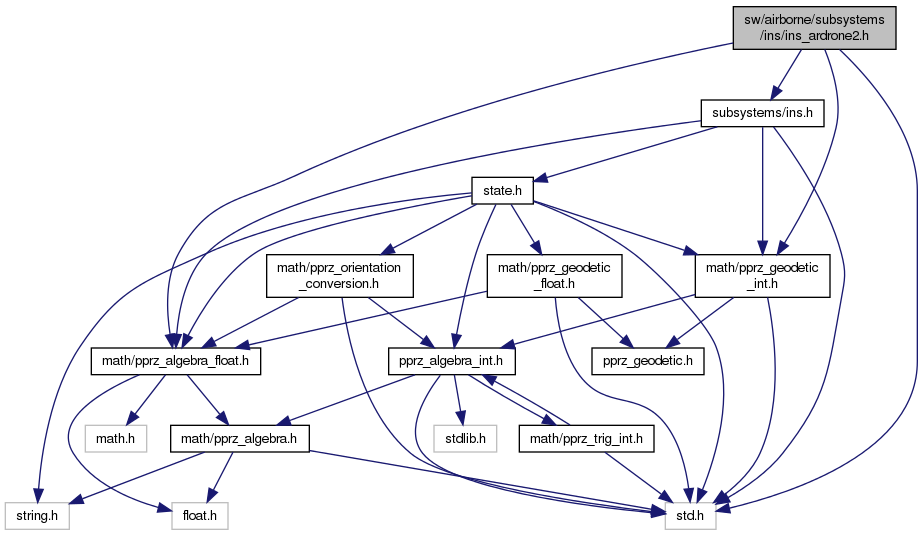 sw/airborne/subsystems
/ins/ins_ardrone2.h
subsystems/ins.h
state.h
math/pprz_orientation
_conversion.h
math/pprz_geodetic
_float.h
math/pprz_geodetic
_int.h
math/pprz_algebra_float.h
pprz_algebra_int.h
pprz_geodetic.h
math.h
math/pprz_algebra.h
stdlib.h
math/pprz_trig_int.h
string.h
float.h
std.h